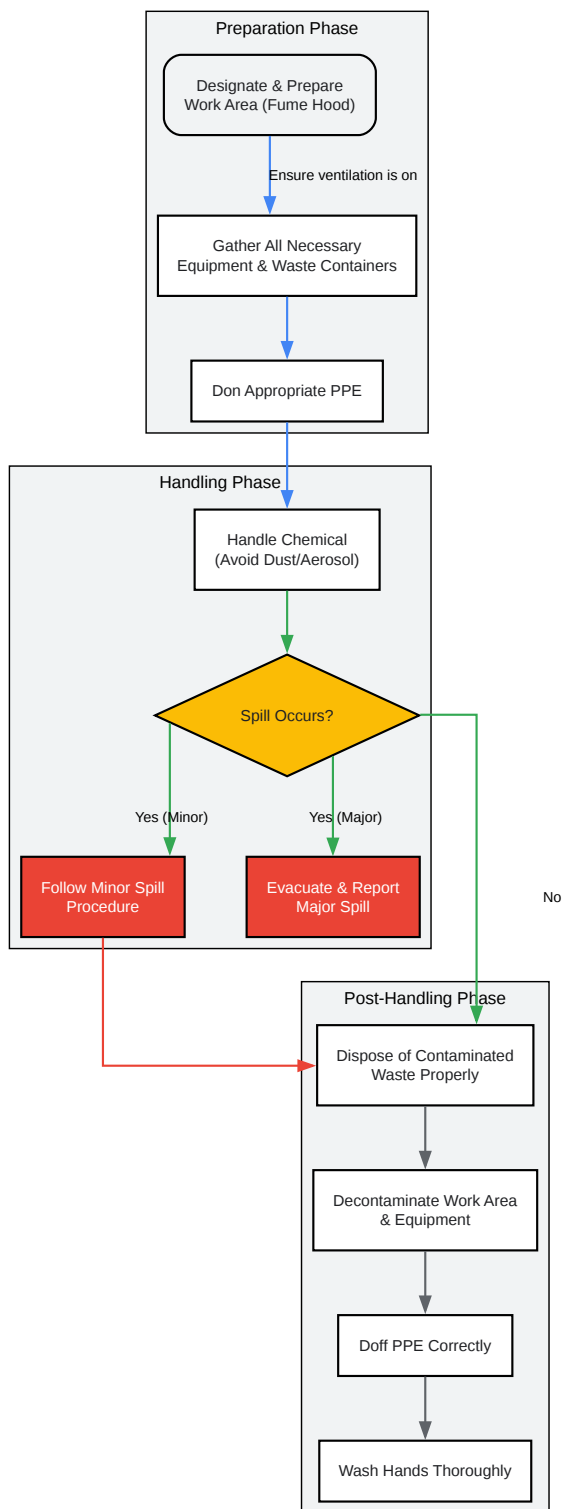 Preparation Phase
Designate & Prepare
Work Area (Fume Hood)
Ensure ventilation is on
Gather All Necessary
Equipment & Waste Containers
Don Appropriate PPE
Handling Phase
Handle Chemical
(Avoid Dust/Aerosol)
Spill Occurs?
Yes (Minor)
Yes (Major)
Follow Minor Spill
Procedure
Evacuate & Report
Major Spill
No
Post-Handling Phase
Dispose of Contaminated
Waste Properly
Decontaminate Work Area
& Equipment
Doff PPE Correctly
Wash Hands Thoroughly